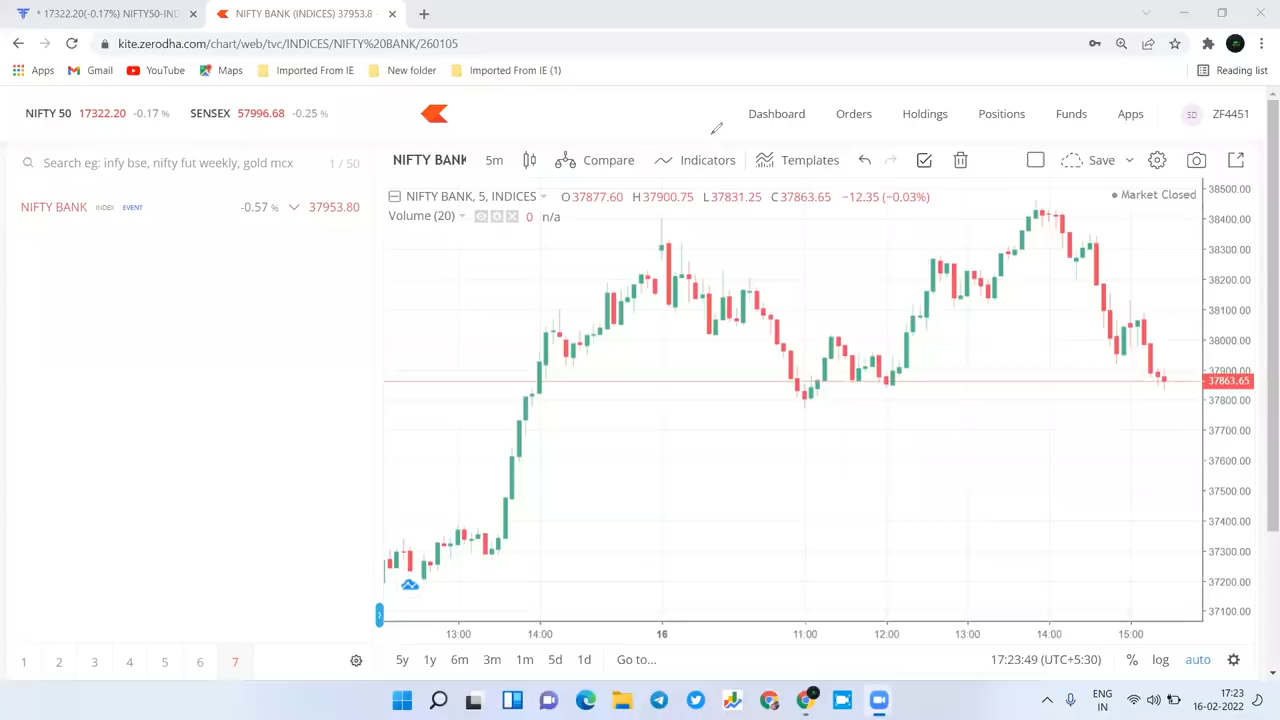 * 17322.20(-0.17%) NIFTY50-IND
NIFTY BANK (INDICES) 37953.8
kite.zerodha.com/chart/web/tvc/INDICES/NIFTY%20BANK/260105
Apps Gmail YouTube Maps Imported From IE New folder Imported From IE (1) Reading list
NIFTY 50 17322.20 -0.17 % SENSEX 57996.68 -0.25 %
Dashboard Orders Holdings Positions Funds Apps SD ZF4451
Search eg: infy bse, nifty fut weekly, gold mcx 1 / 50
NIFTY BANK 5m Compare Indicators Templates Save
NIFTY BANK INDEX EVENT -0.57 % 37953.80
NIFTY BANK, 5, INDICES O37877.60 H37900.75 L37831.25 C37863.65 −12.35 (−0.03%)
Market Closed
Volume (20) 0 n/a
38500.00
38400.00
38300.00
38200.00
38100.00
38000.00
37900.00
37863.65
37800.00
37700.00
37600.00
37500.00
37400.00
37300.00
37200.00
37100.00
13:00 14:00 16 11:00 12:00 13:00 14:00 15:00
1 2 3 4 5 6 7
5y 1y 6m 3m 1m 5d 1d Go to... 17:23:49 (UTC+5:30) % log auto
ENG
IN
17:23
16-02-2022